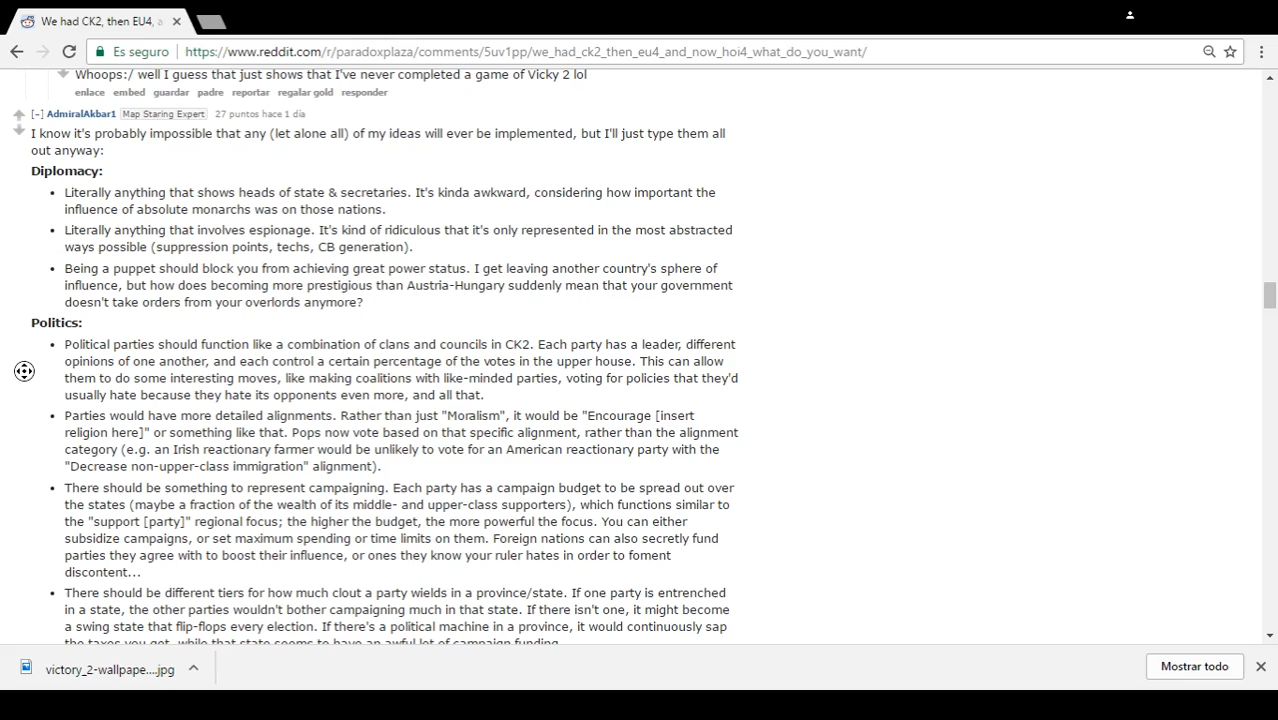 We had CK2, then EU4, a
Es seguro
https://www.reddit.com/r/paradoxplaza/comments/5uv1pp/we_had_ck2_then_eu4_and_now_hoi4_what_do_you_want/
Whoops:/ well I guess that just shows that I've never completed a game of Vicky 2 lol
enlace embed guardar padre reportar regalar gold responder
[-] AdmiralAkbar1 Map Staring Expert 27 puntos hace 1 día
I know it's probably impossible that any (let alone all) of my ideas will ever be implemented, but I'll just type them all
out anyway:
Diplomacy:
• Literally anything that shows heads of state & secretaries. It's kinda awkward, considering how important the
influence of absolute monarchs was on those nations.
• Literally anything that involves espionage. It's kind of ridiculous that it's only represented in the most abstracted
ways possible (suppression points, techs, CB generation).
• Being a puppet should block you from achieving great power status. I get leaving another country's sphere of
influence, but how does becoming more prestigious than Austria-Hungary suddenly mean that your government
doesn't take orders from your overlords anymore?
Politics:
• Political parties should function like a combination of clans and councils in CK2. Each party has a leader, different
opinions of one another, and each control a certain percentage of the votes in the upper house. This can allow
them to do some interesting moves, like making coalitions with like-minded parties, voting for policies that they'd
usually hate because they hate its opponents even more, and all that.
• Parties would have more detailed alignments. Rather than just "Moralism", it would be "Encourage [insert
religion here]" or something like that. Pops now vote based on that specific alignment, rather than the alignment
category (e.g. an Irish reactionary farmer would be unlikely to vote for an American reactionary party with the
"Decrease non-upper-class immigration" alignment).
• There should be something to represent campaigning. Each party has a campaign budget to be spread out over
the states (maybe a fraction of the wealth of its middle- and upper-class supporters), which functions similar to
the "support [party]" regional focus; the higher the budget, the more powerful the focus. You can either
subsidize campaigns, or set maximum spending or time limits on them. Foreign nations can also secretly fund
parties they agree with to boost their influence, or ones they know your ruler hates in order to foment
discontent...
• There should be different tiers for how much clout a party wields in a province/state. If one party is entrenched
in a state, the other parties wouldn't bother campaigning much in that state. If there isn't one, it might become
a swing state that flip-flops every election. If there's a political machine in a province, it would continuously sap
the taxes you get, while that state seems to have an awful lot of campaign funding.
victory_2-wallpape....jpg
Mostrar todo